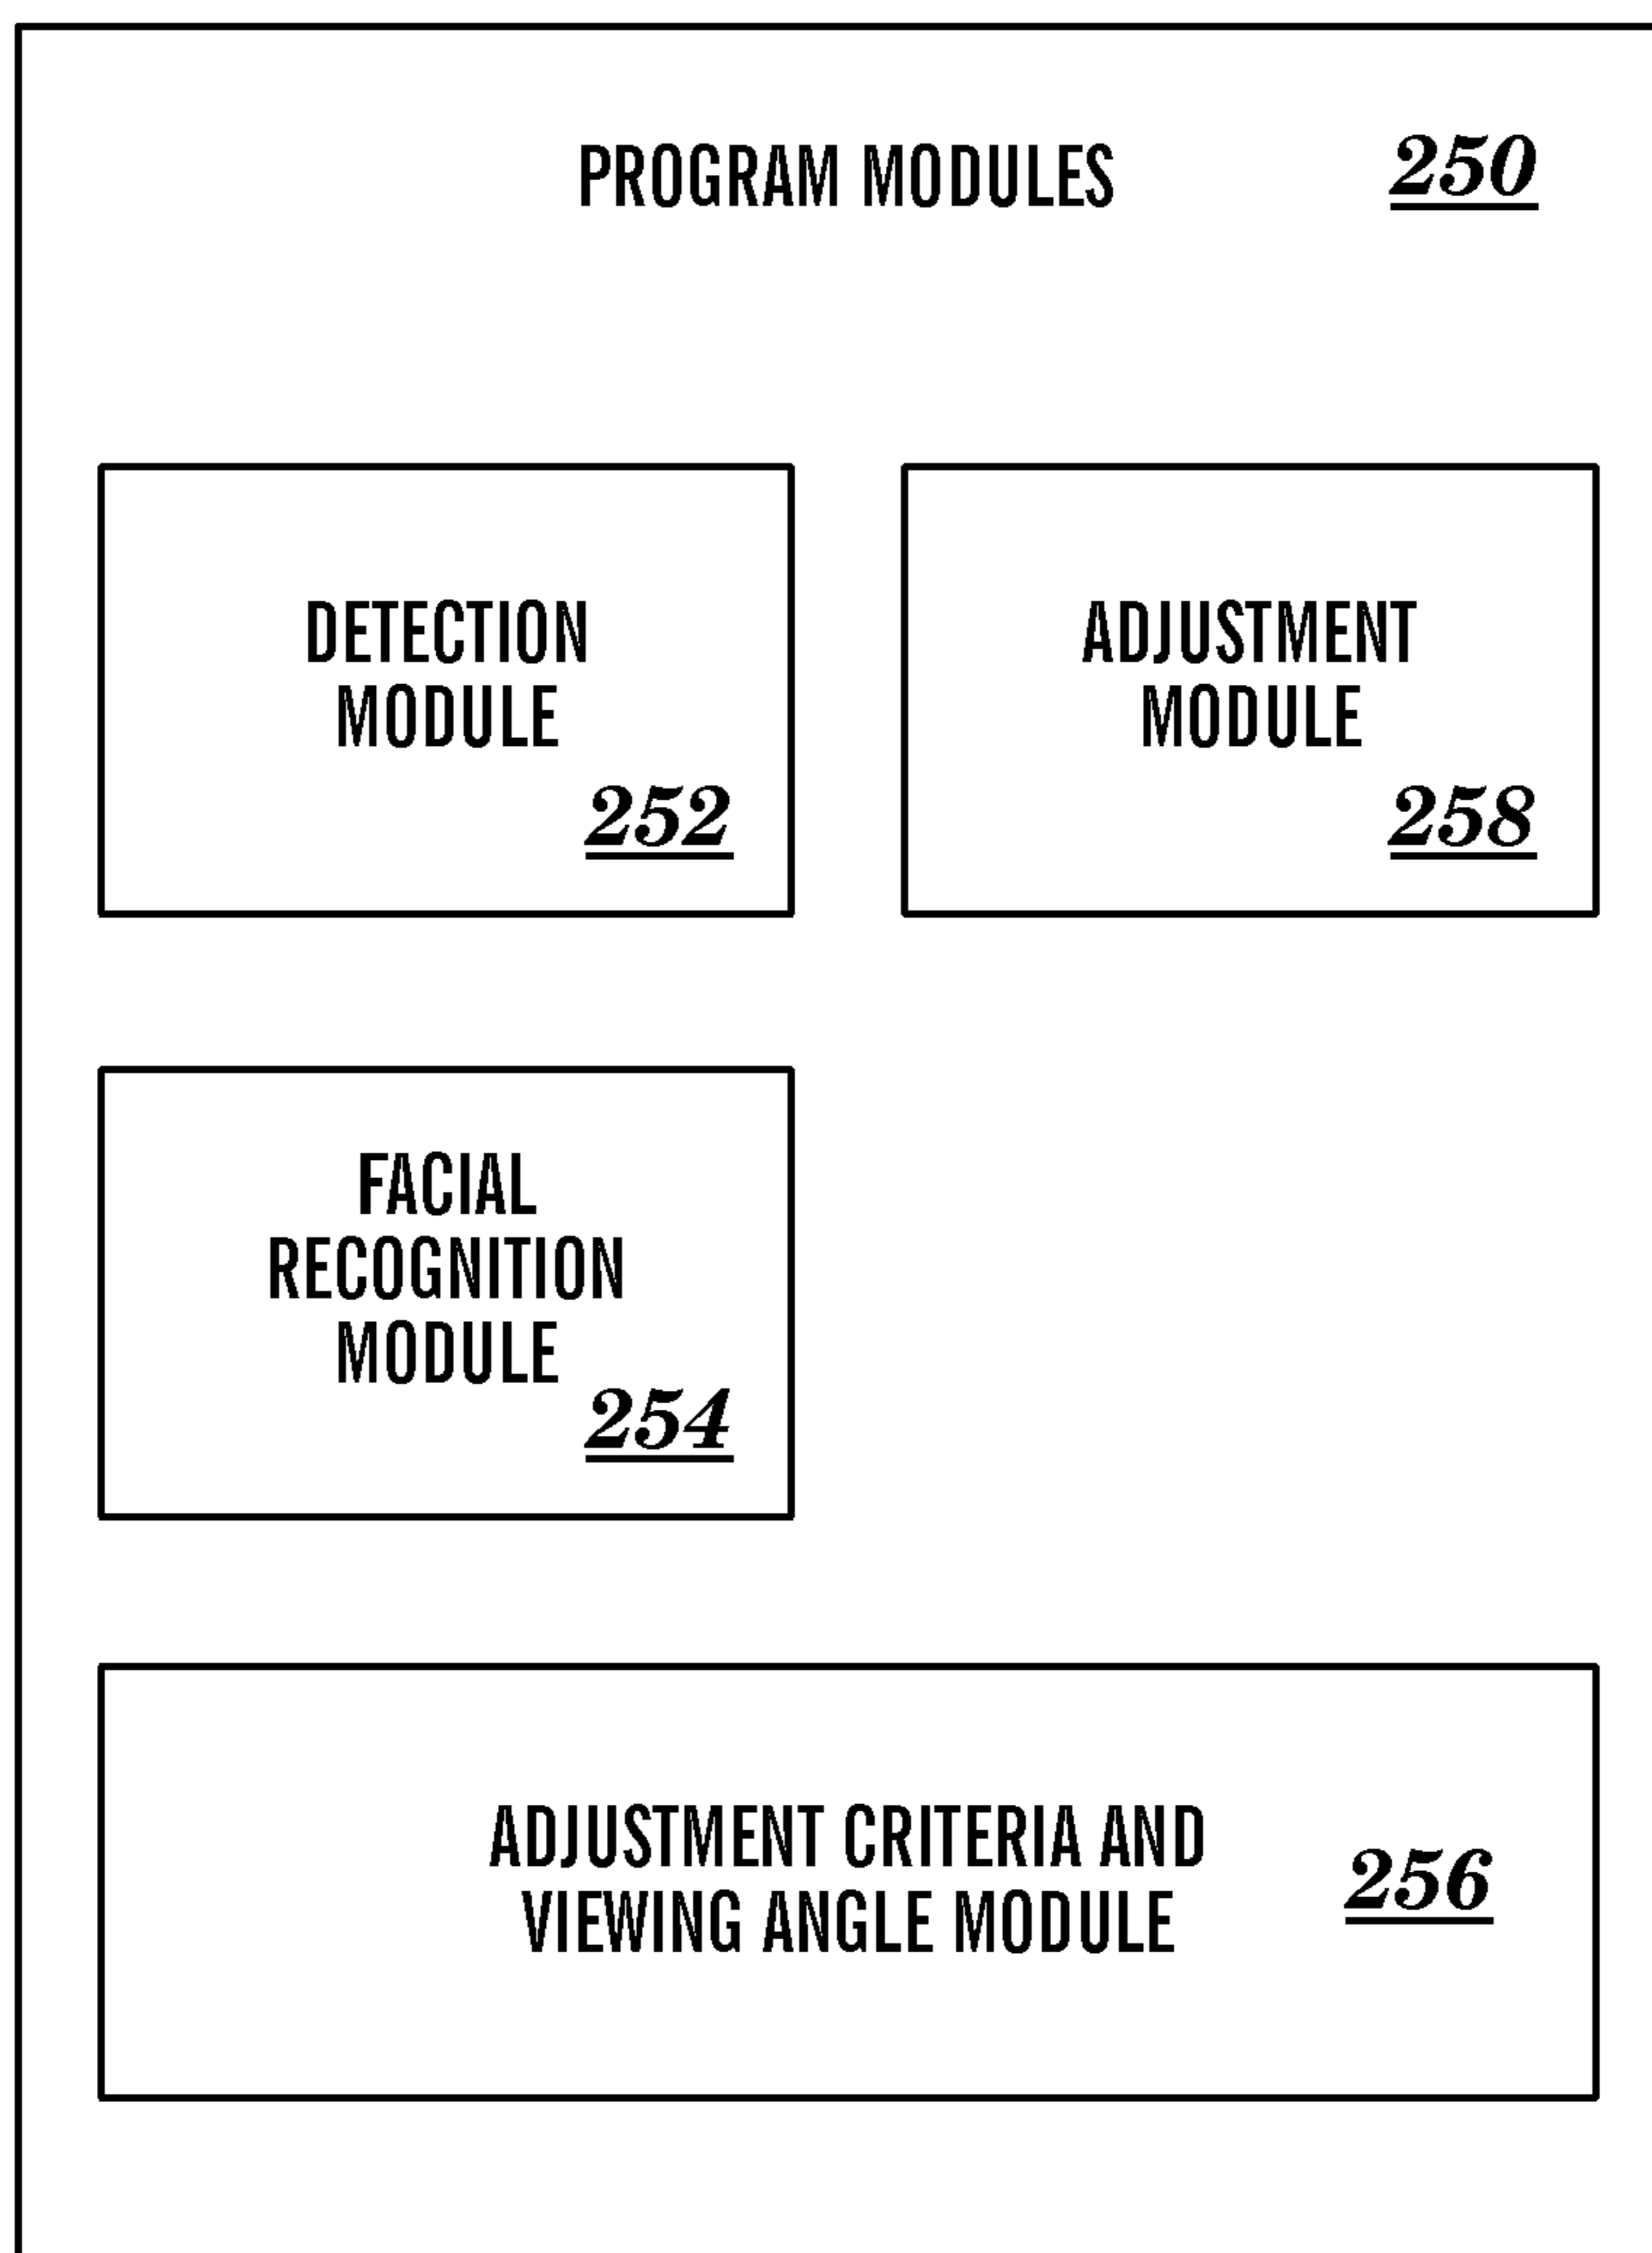 PROGRAM MODULES 250
DETECTION
MODULE
252
ADJUSTMENT
MODULE
258
FACIAL
RECOGNITION
MODULE
254
ADJUSTMENT CRITERIA AND
VIEWING ANGLE MODULE
256